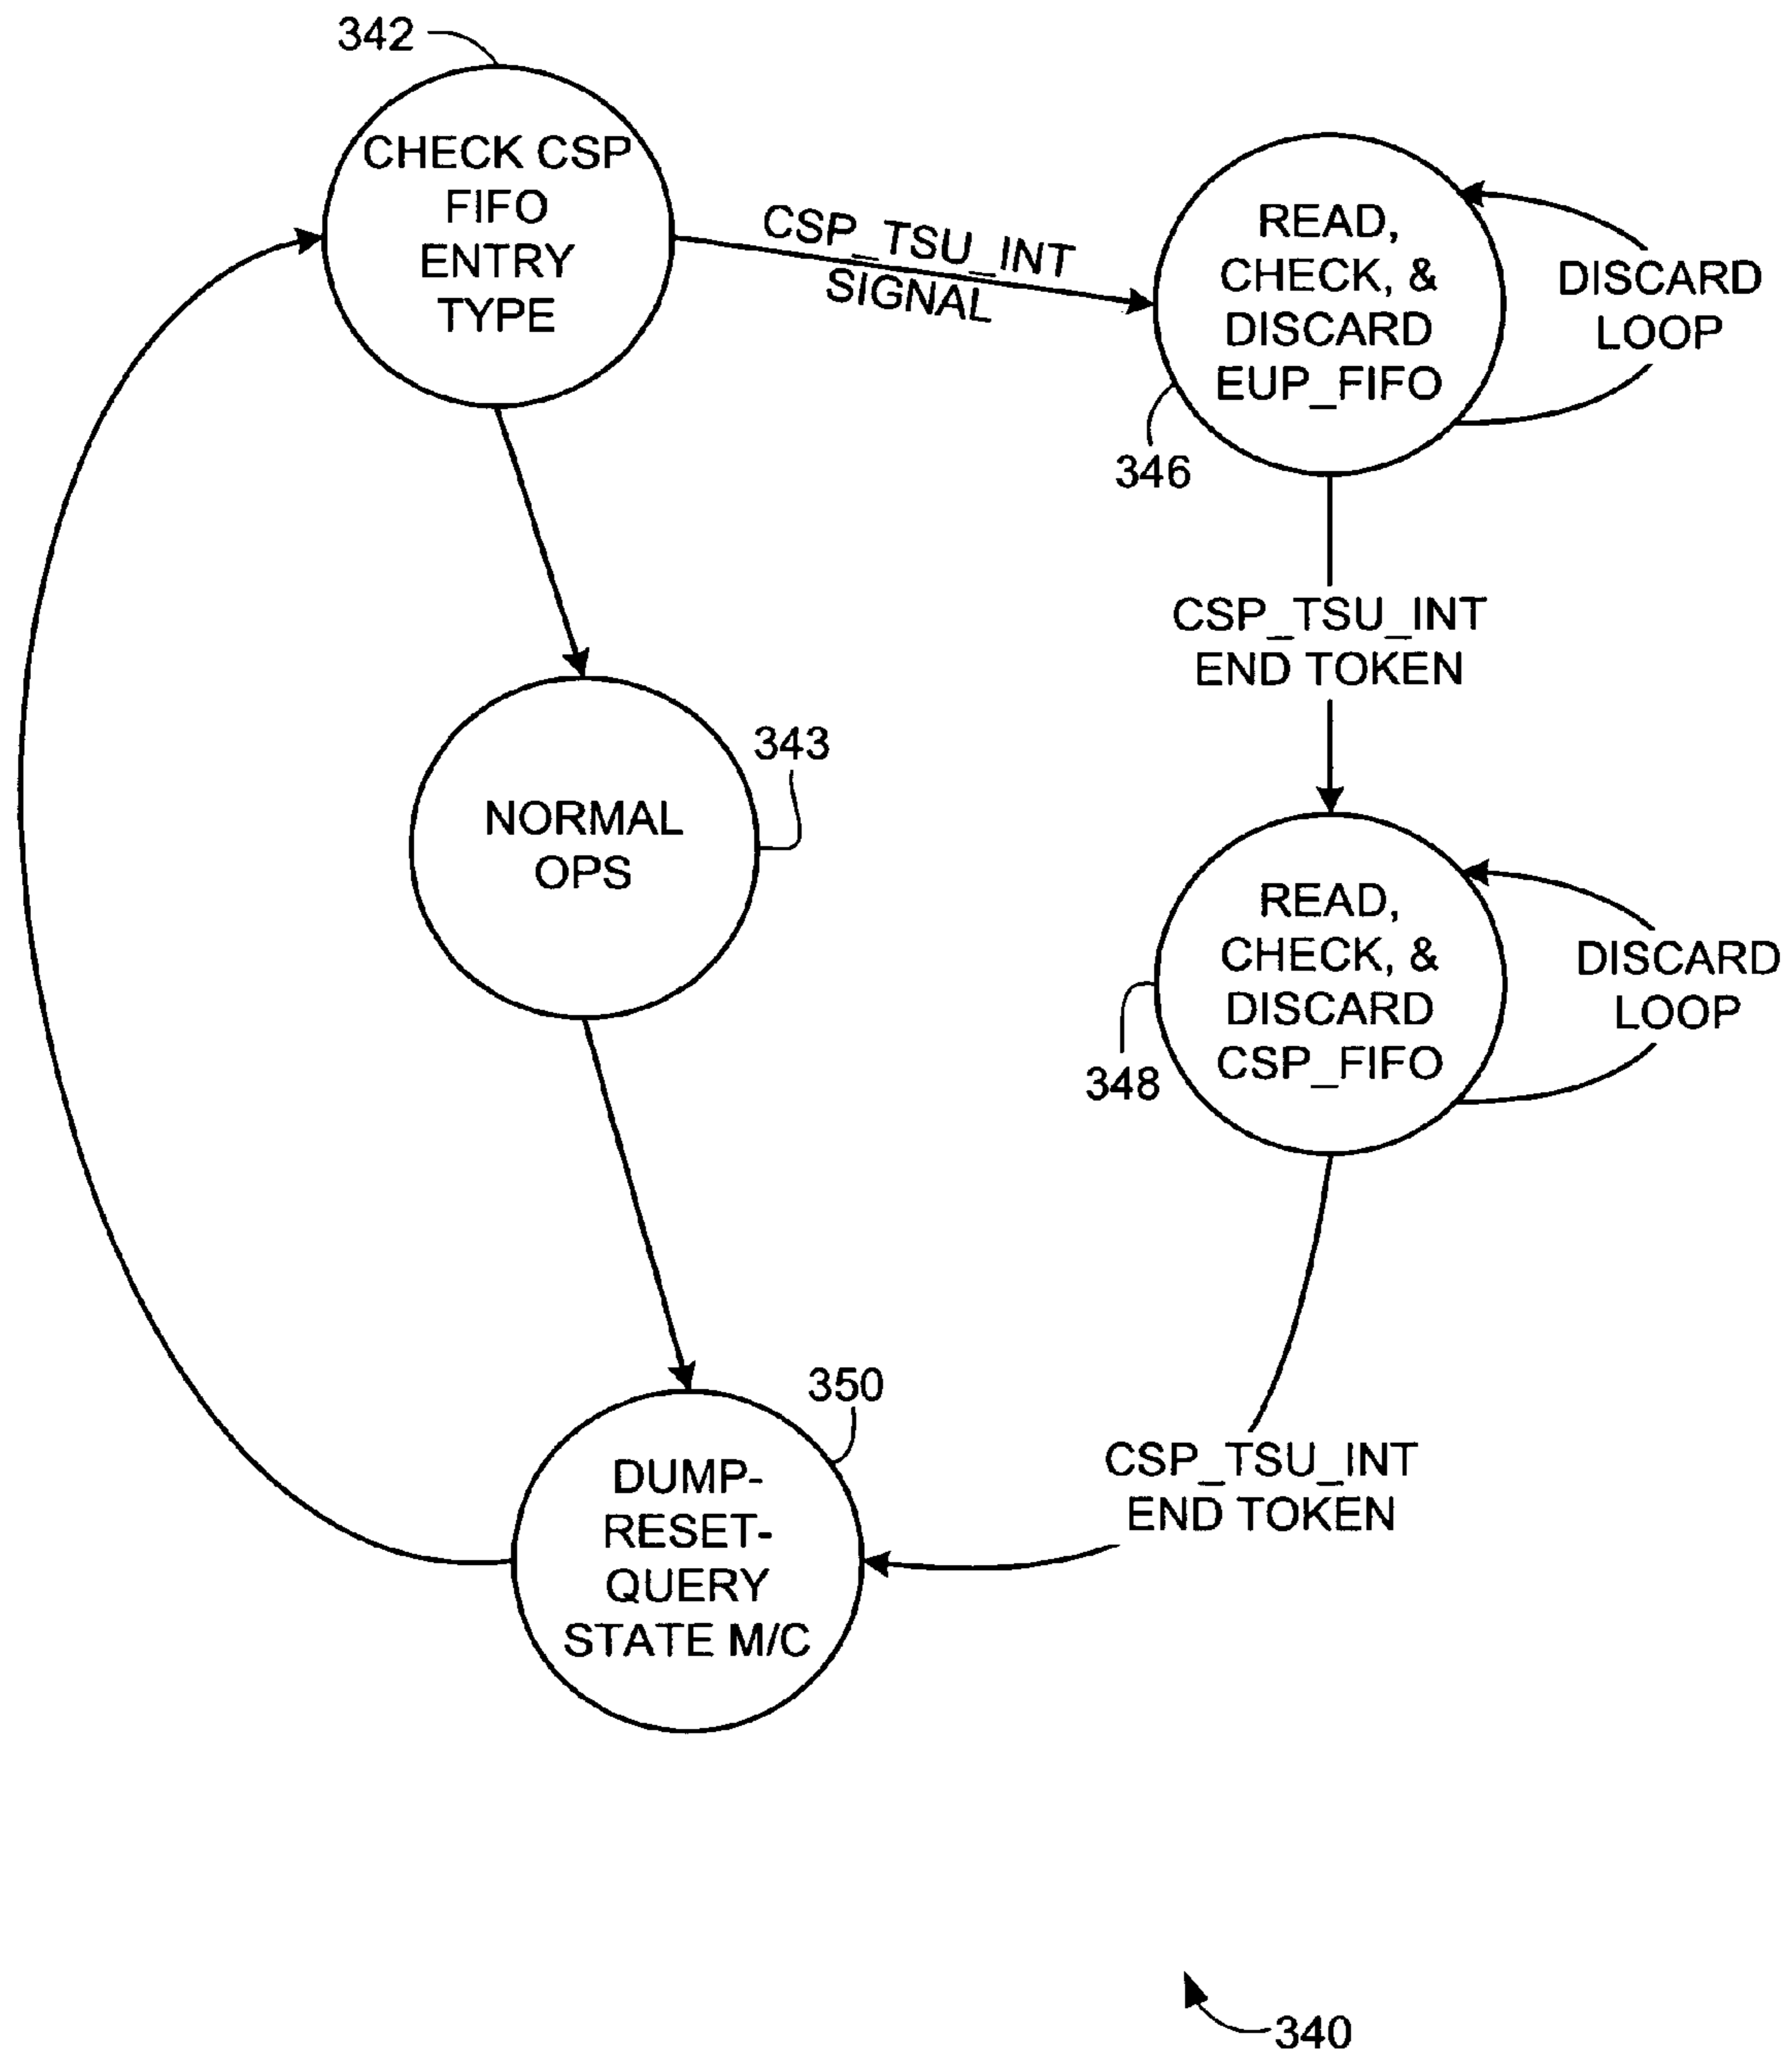 342
CHECK CSP
FIFO
ENTRY
TYPE
CSP_TSU_INT
SIGNAL
READ,
CHECK, &
DISCARD
EUP_FIFO
DISCARD
LOOP
346
CSP_TSU_INT
END TOKEN
343
NORMAL
OPS
READ,
CHECK, &
DISCARD
CSP_FIFO
DISCARD
LOOP
348
350
DUMP-
RESET-
QUERY
STATE M/C
CSP_TSU_INT
END TOKEN
340